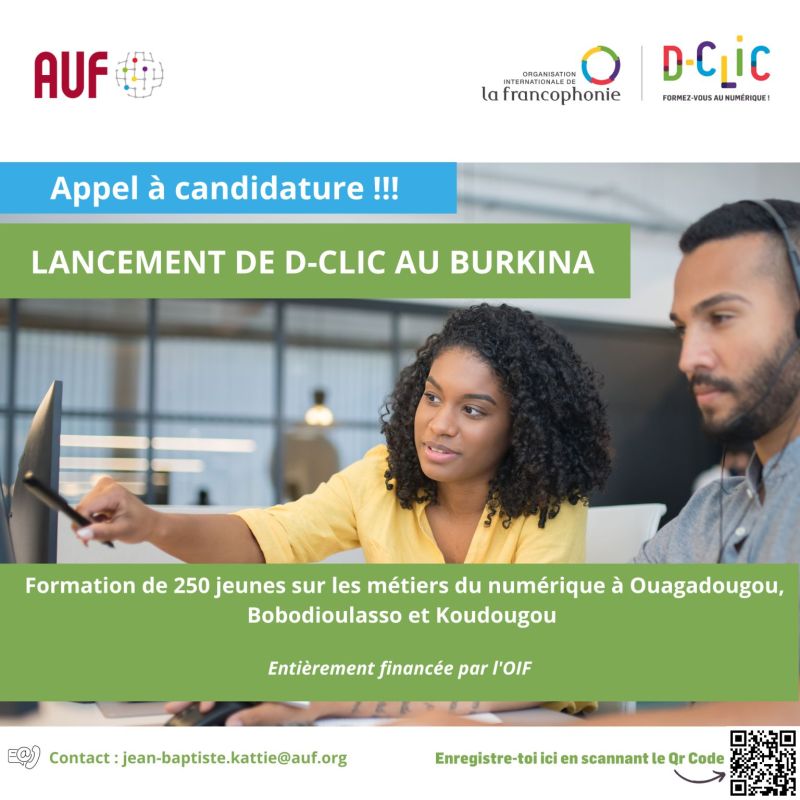 AUF
ORGANISATION
INTERNATIONALE DE
la francophonie
D-CLiC
FORMEZ-VOUS AU NUMÉRIQUE !
Appel à candidature !!!
LANCEMENT DE D-CLIC AU BURKINA
Formation de 250 jeunes sur les métiers du numérique à Ouagadougou,
Bobodioulasso et Koudougou
Entièrement financée par l'OIF
Contact : jean-baptiste.kattie@auf.org
Enregistre-toi ici en scannant le Qr Code